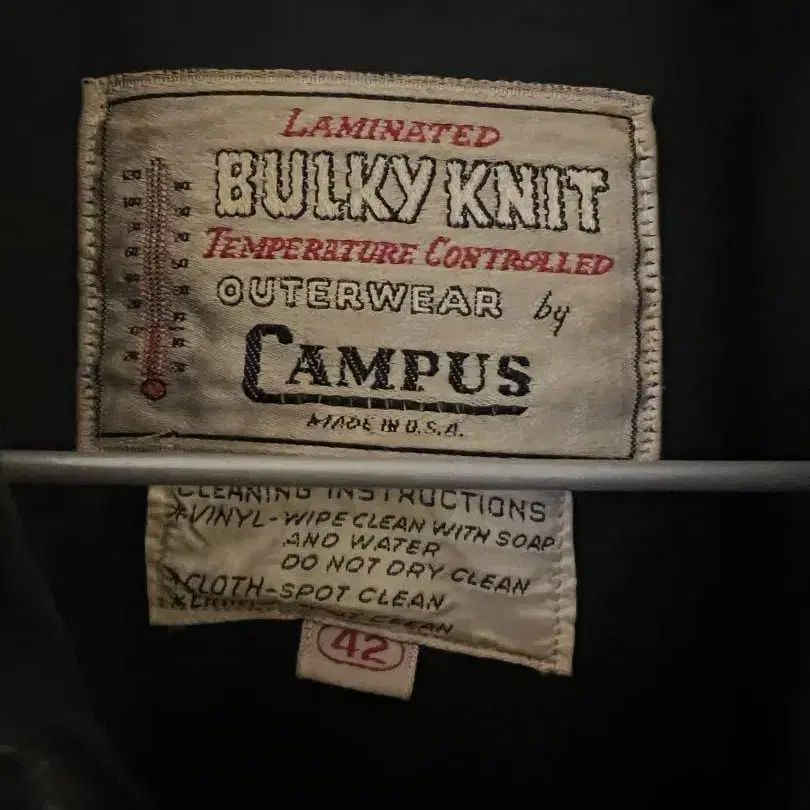 LAMINATED
BULKY KNIT
TEMPERATURE CONTROLLED
OUTERWEAR by
CAMPUS
MADE IN U.S.A.
CLEANING INSTRUCTIONS
*VINYL-WIPE CLEAN WITH SOAP
AND WATER
DO NOT DRY CLEAN
*CLOTH-SPOT CLEAN
CLEAN
42